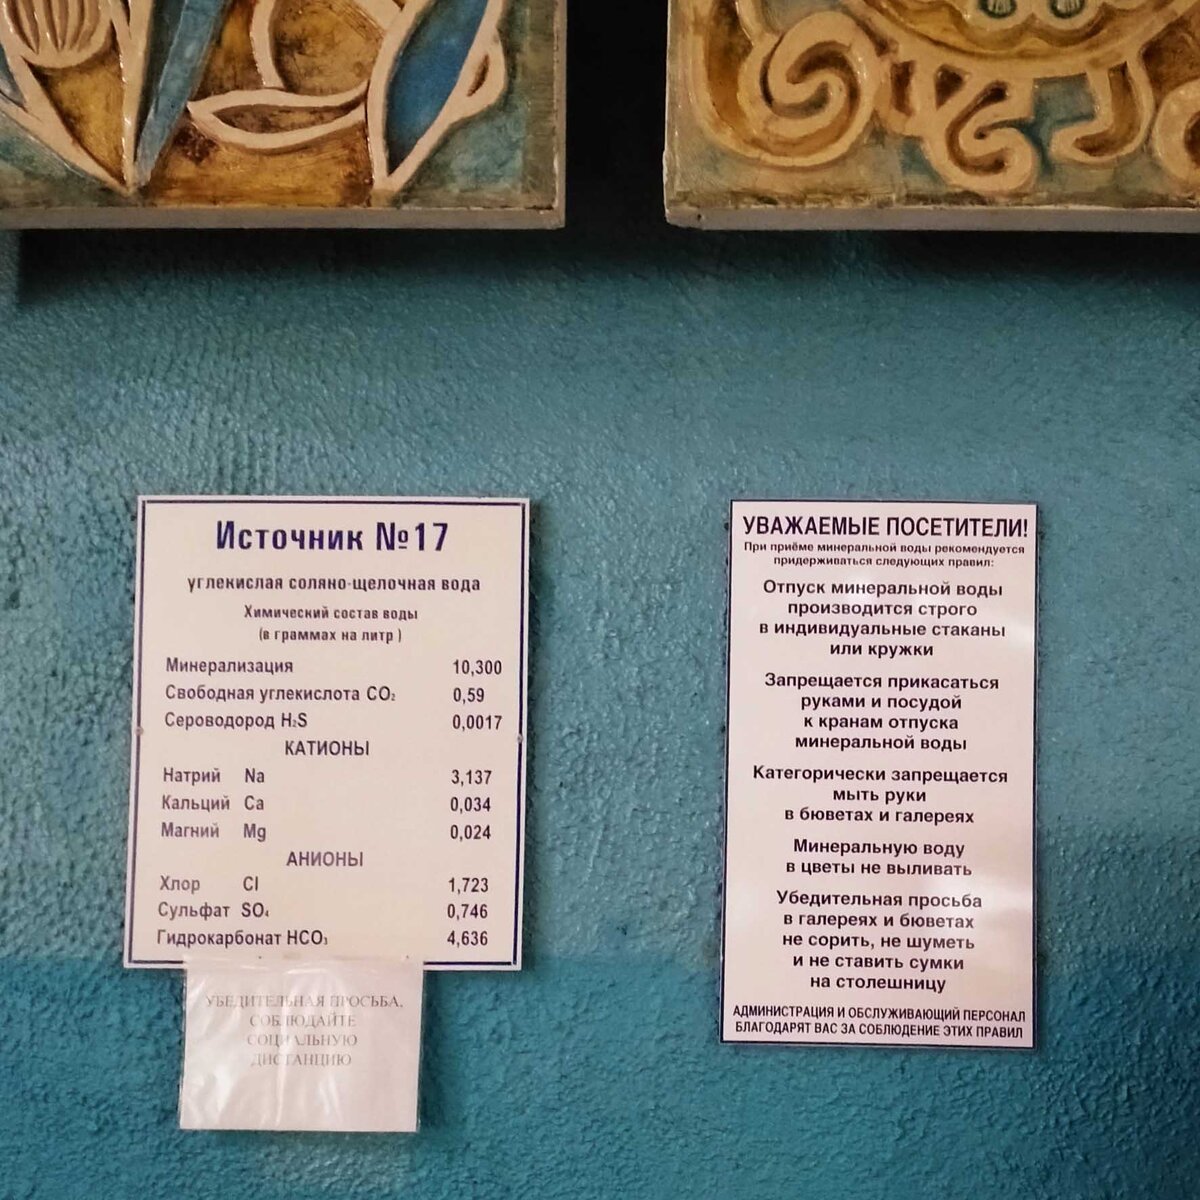 Источник №17
углекислая соляно-щелочная вода
Химический состав воды
(в граммах на литр )
Минерализация 10,300
Свободная углекислота CO₂ 0,59
Сероводород H₂S 0,0017
КАТИОНЫ
Натрий Na 3,137
Кальций Ca 0,034
Магний Mg 0,024
АНИОНЫ
Хлор Cl 1,723
Сульфат SO₄ 0,746
Гидрокарбонат HCO₃ 4,636
УБЕДИТЕЛЬНАЯ ПРОСЬБА,
СОБЛЮДАЙТЕ
СОЦИАЛЬНУЮ
ДИСТАНЦИЮ
УВАЖАЕМЫЕ ПОСЕТИТЕЛИ!
При приёме минеральной воды рекомендуется
придерживаться следующих правил:
Отпуск минеральной воды
производится строго
в индивидуальные стаканы
или кружки
Запрещается прикасаться
руками и посудой
к кранам отпуска
минеральной воды
Категорически запрещается
мыть руки
в бюветах и галереях
Минеральную воду
в цветы не выливать
Убедительная просьба
в галереях и бюветах
не сорить, не шуметь
и не ставить сумки
на столешницу
АДМИНИСТРАЦИЯ И ОБСЛУЖИВАЮЩИЙ ПЕРСОНАЛ
БЛАГОДАРЯТ ВАС ЗА СОБЛЮДЕНИЕ ЭТИХ ПРАВИЛ